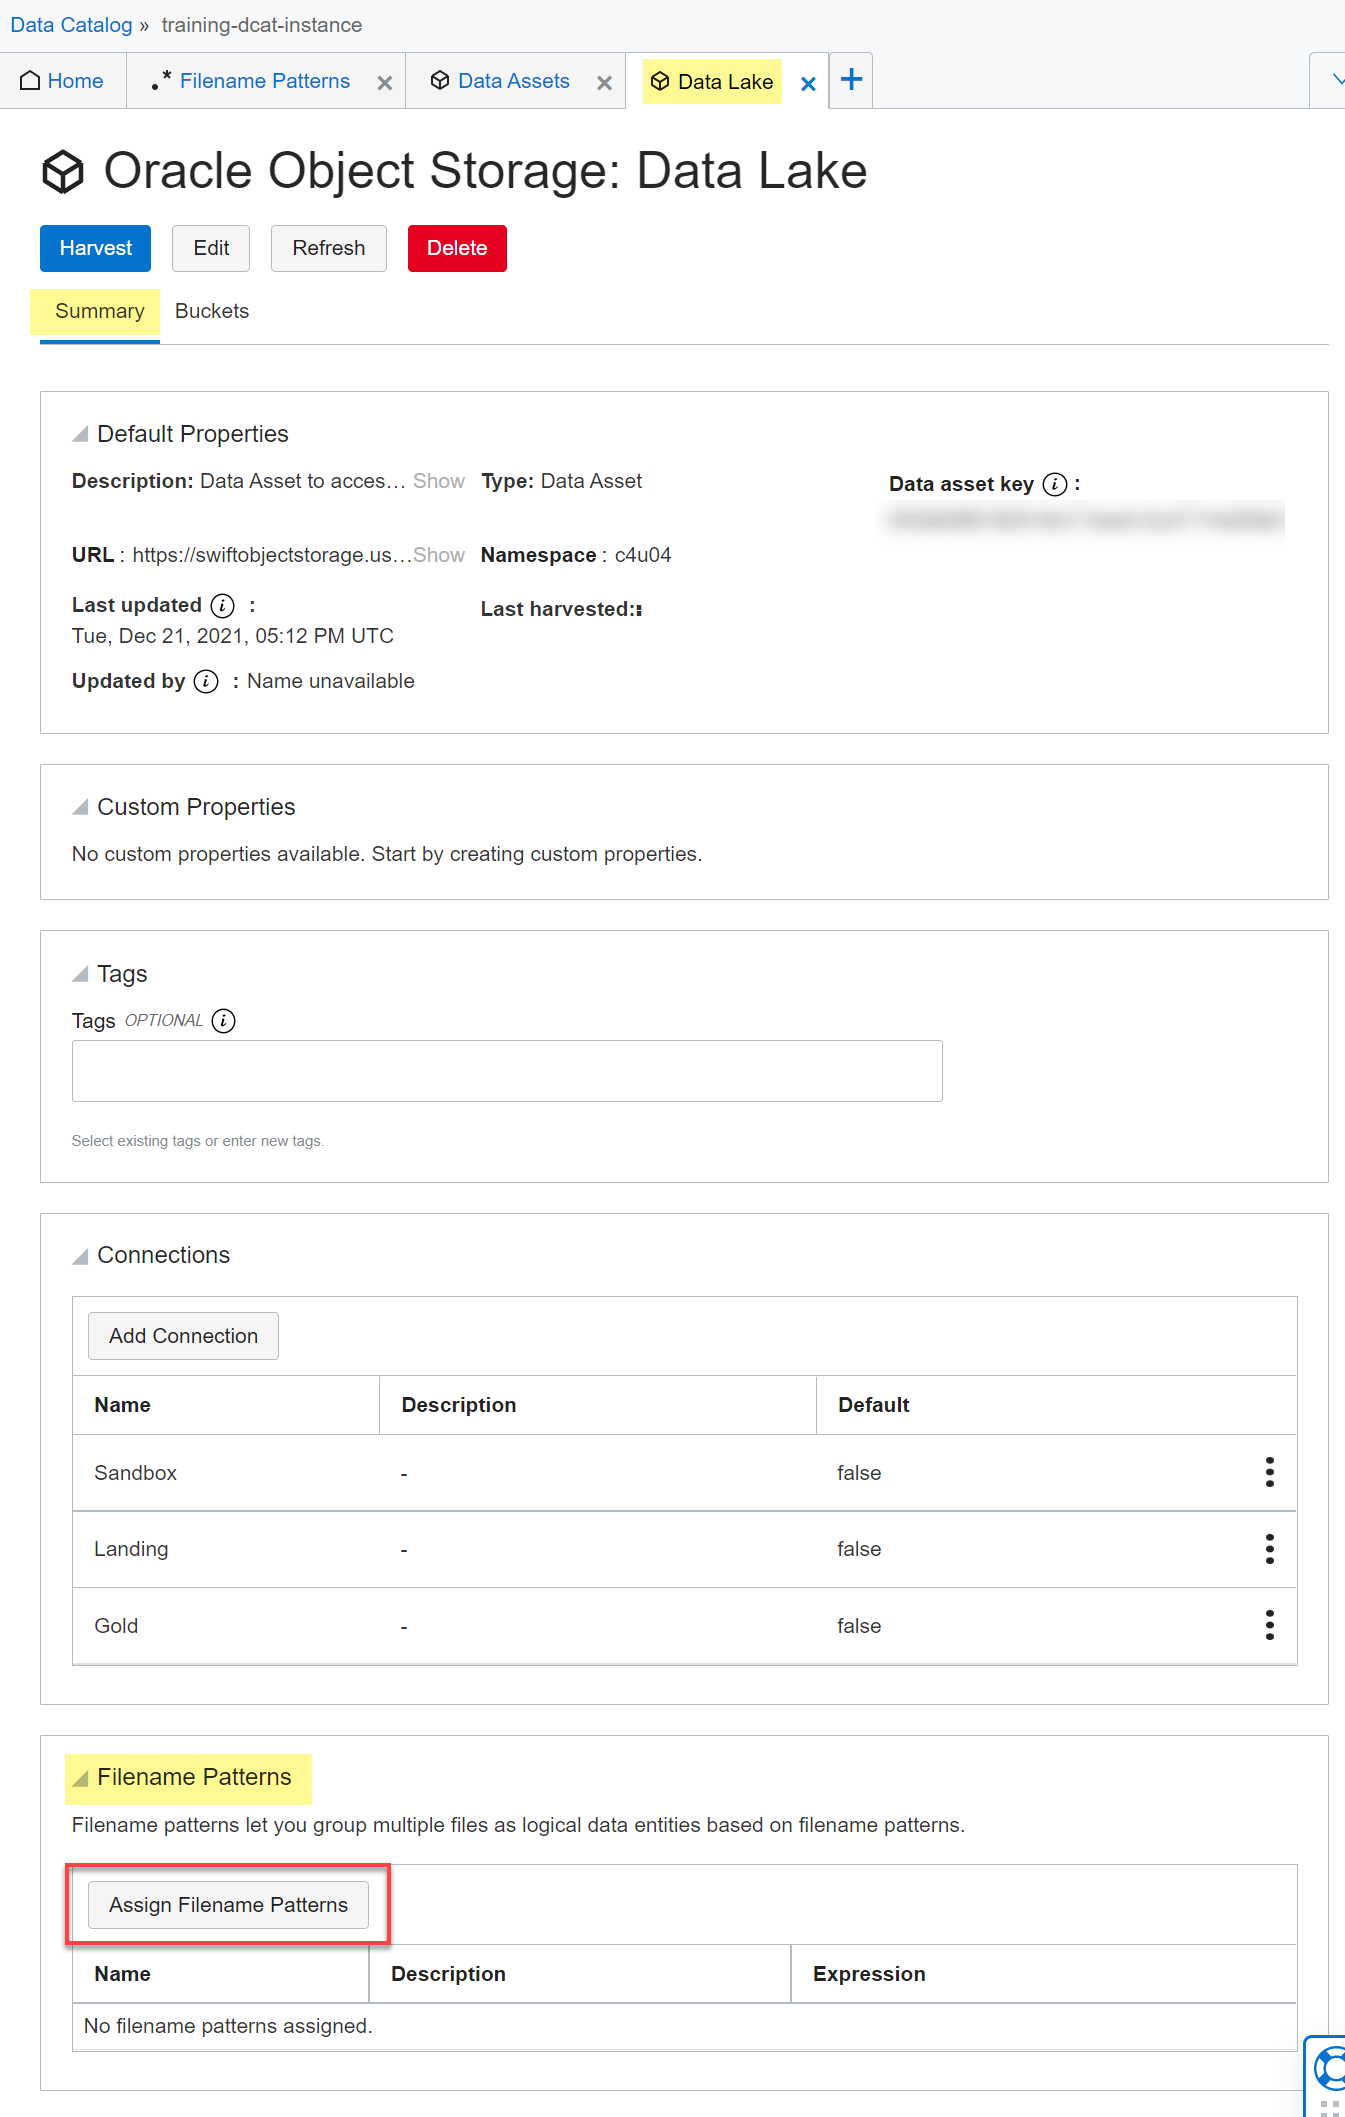 Data Catalog » training-dcat-instance
Home .* Filename Patterns Data Assets Data Lake +
Oracle Object Storage: Data Lake
Harvest Edit Refresh Delete
Summary Buckets
Default Properties
Description: Data Asset to acces... Show Type: Data Asset Data asset key i :
URL : https://swiftobjectstorage.us...Show Namespace : c4u04
Last updated i : Last harvested::
Tue, Dec 21, 2021, 05:12 PM UTC
Updated by i : Name unavailable
Custom Properties
No custom properties available. Start by creating custom properties.
Tags
Tags OPTIONAL i
Select existing tags or enter new tags.
Connections
Add Connection
Name Description Default
Sandbox - false
Landing - false
Gold - false
Filename Patterns
Filename patterns let you group multiple files as logical data entities based on filename patterns.
Assign Filename Patterns
Name Description Expression
No filename patterns assigned.